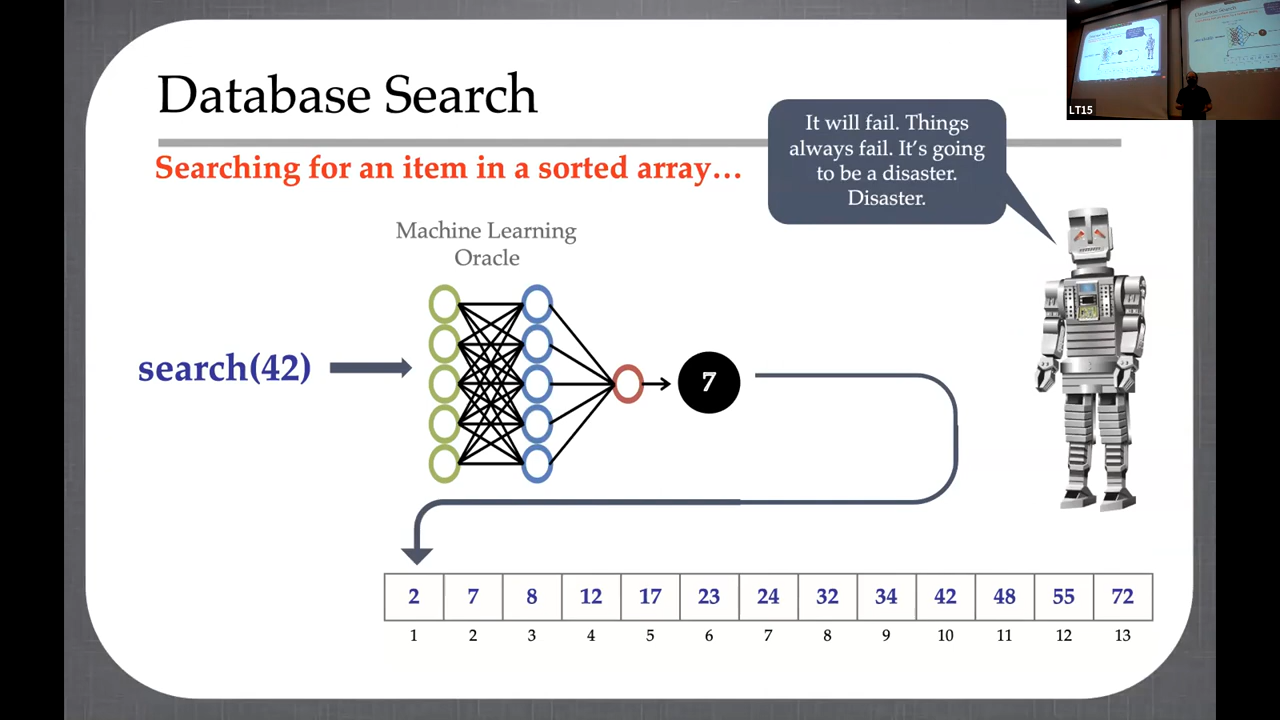 Database Search
Searching for an item in a sorted array…
It will fail. Things
always fail. It's going
to be a disaster.
Disaster.
LT15
Machine Learning
Oracle
search(42)
7
2 7 8 12 17 23 24 32 34 42 48 55 72
1 2 3 4 5 6 7 8 9 10 11 12 13